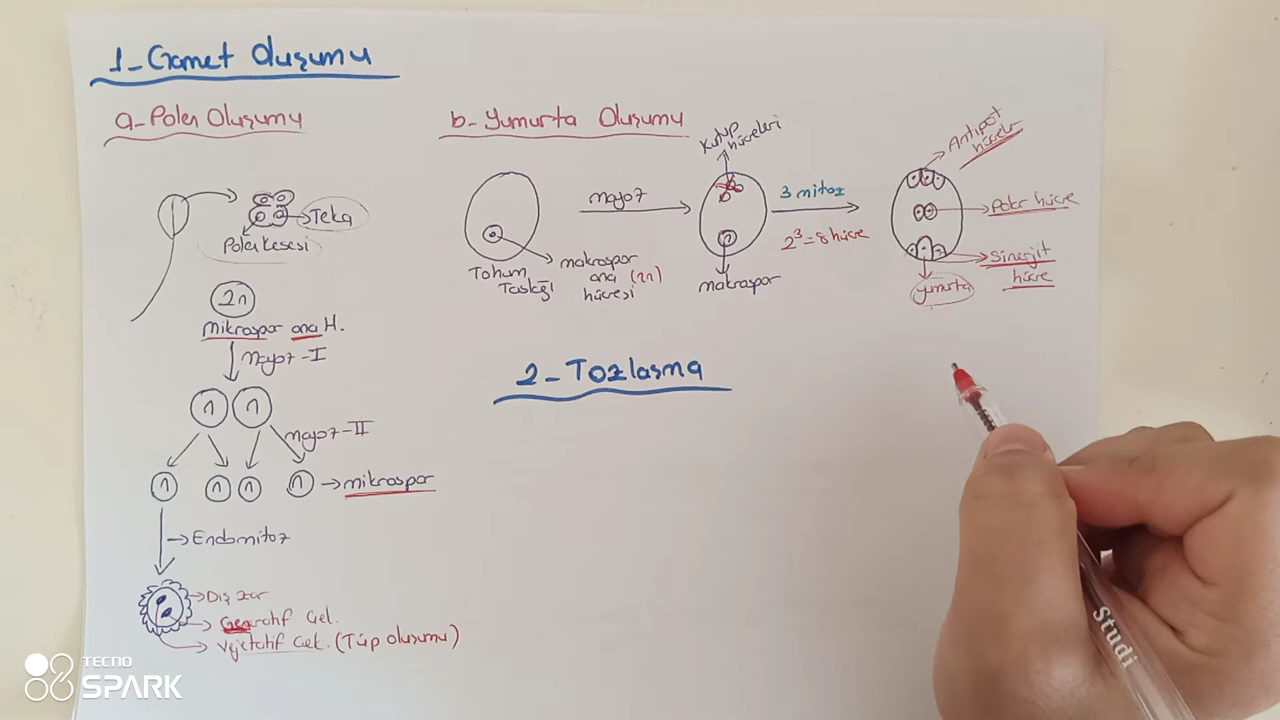 1- Gamet Oluşumu
a- Polen Oluşumu
Teka
Polen kesesi
2n
Mikrospor ana H.
Mayoz-I
n n
Mayoz-II
n n n n → mikrospor
Endomitoz
Dış zar
Generatif Çek.
Vejetatif Çek. (Tüp oluşumu)
b- Yumurta Oluşumu
Tohum
Taslağı
makrospor
ana (2n)
hücresi
mayoz
Kutup
hücreleri
makrospor
3 mitoz
2³=8 hücre
Antipot
hücreler
Polar hücre
Sinerjit
hücre
yumurta
2- Tozlaşma
Studi
TECNO
SPARK